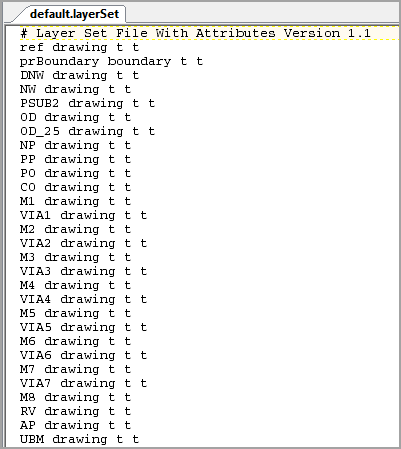 default.layerSet
# Layer Set File With Attributes Version 1.1
ref drawing t t
prBoundary boundary t t
DNW drawing t t
NW drawing t t
PSUB2 drawing t t
OD drawing t t
OD_25 drawing t t
NP drawing t t
PP drawing t t
PO drawing t t
CO drawing t t
M1 drawing t t
VIA1 drawing t t
M2 drawing t t
VIA2 drawing t t
M3 drawing t t
VIA3 drawing t t
M4 drawing t t
VIA4 drawing t t
M5 drawing t t
VIA5 drawing t t
M6 drawing t t
VIA6 drawing t t
M7 drawing t t
VIA7 drawing t t
M8 drawing t t
RV drawing t t
AP drawing t t
UBM drawing t t